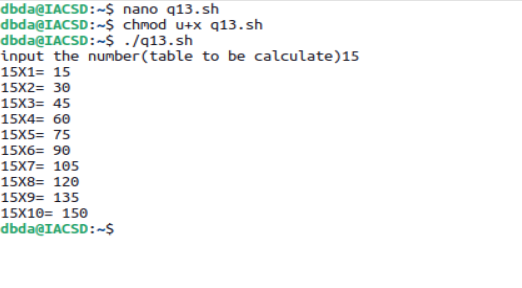 dbda@IACSD:~$ nano q13.sh
dbda@IACSD:~$ chmod u+x q13.sh
dbda@IACSD:~$ ./q13.sh
input the number(table to be calculate)15
15X1= 15
15X2= 30
15X3= 45
15X4= 60
15X5= 75
15X6= 90
15X7= 105
15X8= 120
15X9= 135
15X10= 150
dbda@IACSD:~$